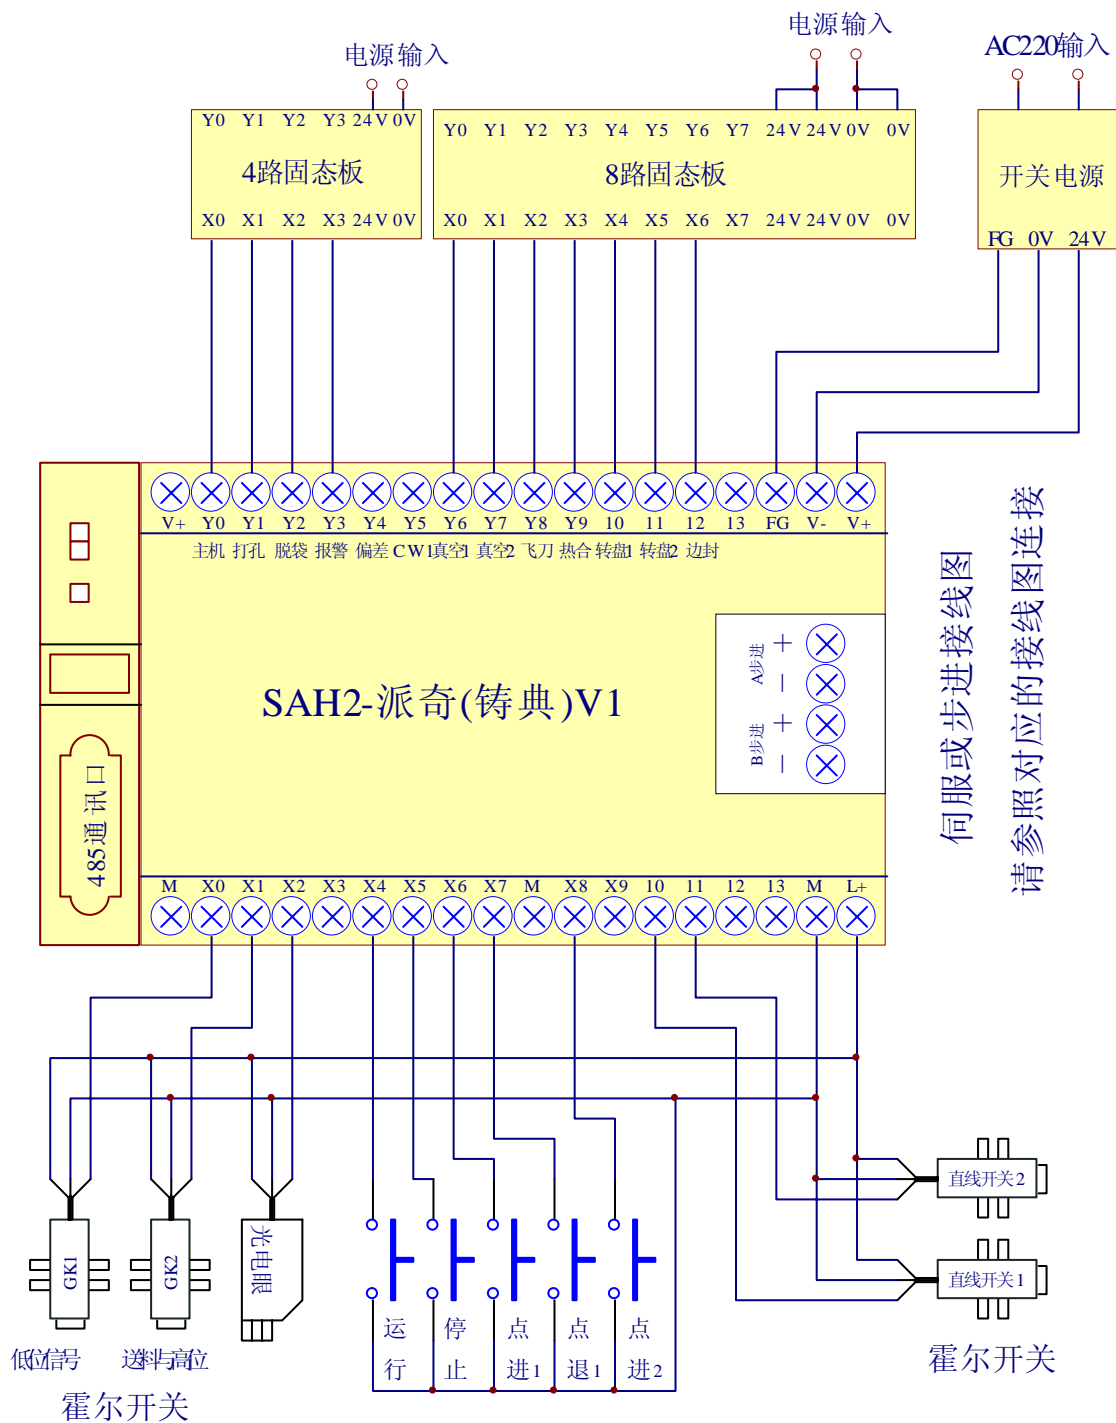 电源输入
电源输入
AC220输入
Y0 Y1 Y2 Y3 24V 0V
4路固态板
X0 X1 X2 X3 24V 0V
Y0 Y1 Y2 Y3 Y4 Y5 Y6 Y7 24V 24V 0V 0V
8路固态板
X0 X1 X2 X3 X4 X5 X6 X7 24V 24V 0V 0V
开关电源
FG 0V 24V
V+ Y0 Y1 Y2 Y3 Y4 Y5 Y6 Y7 Y8 Y9 10 11 12 13 FG V- V+
主机 打孔 脱袋 报警 偏差 CW1 真空1 真空2 飞刀 热合 转盘1 转盘2 边封
A步进 + −
B步进 + −
SAH2-派奇(铸典)V1
485通讯口
伺服或步进接线图
请参照对应的接线图连接
M X0 X1 X2 X3 X4 X5 X6 X7 M X8 X9 10 11 12 13 M L+
直线开关2
直线开关1
霍尔开关
GK1
GK2
光电眼
低位信号
送料与高位
霍尔开关
运行
停止
点进1
点退1
点进2